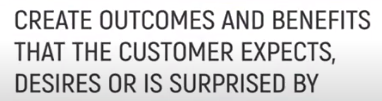 CREATE OUTCOMES AND BENEFITS
THAT THE CUSTOMER EXPECTS,
DESIRES OR IS SURPRISED BY